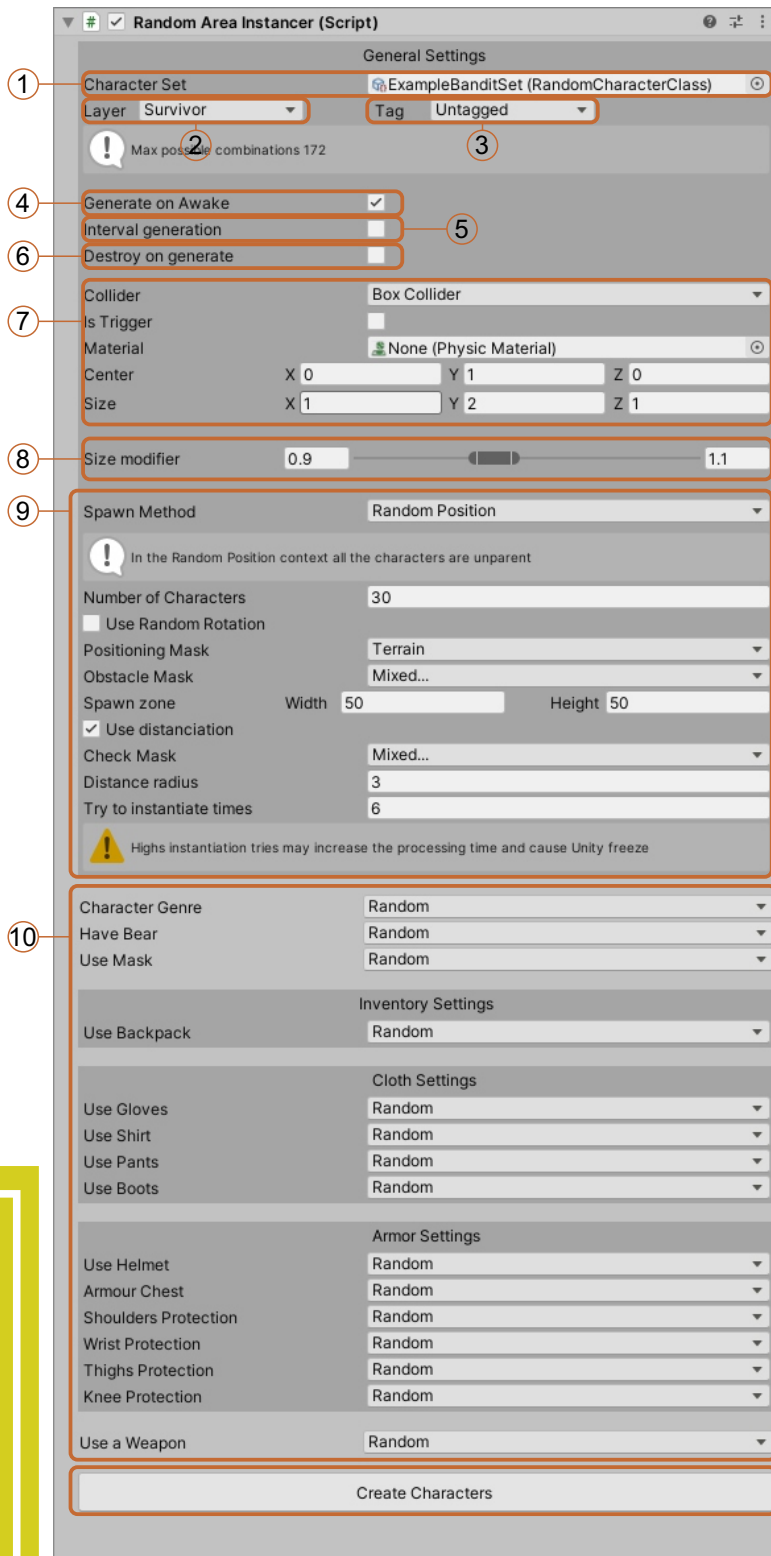 # Random Area Instancer (Script)
General Settings
1 Character Set ExampleBanditSet (RandomCharacterClass)
Layer Survivor Tag Untagged
2 3
Max possible combinations 172
4 Generate on Awake
Interval generation 5
6 Destroy on generate
Collider Box Collider
7 Is Trigger
Material None (Physic Material)
Center X 0 Y 1 Z 0
Size X 1 Y 2 Z 1
8 Size modifier 0.9 1.1
9 Spawn Method Random Position
In the Random Position context all the characters are unparent
Number of Characters 30
Use Random Rotation
Positioning Mask Terrain
Obstacle Mask Mixed...
Spawn zone Width 50 Height 50
Use distanciation
Check Mask Mixed...
Distance radius 3
Try to instantiate times 6
Highs instantiation tries may increase the processing time and cause Unity freeze
Character Genre Random
10 Have Bear Random
Use Mask Random
Inventory Settings
Use Backpack Random
Cloth Settings
Use Gloves Random
Use Shirt Random
Use Pants Random
Use Boots Random
Armor Settings
Use Helmet Random
Armour Chest Random
Shoulders Protection Random
Wrist Protection Random
Thighs Protection Random
Knee Protection Random
Use a Weapon Random
Create Characters